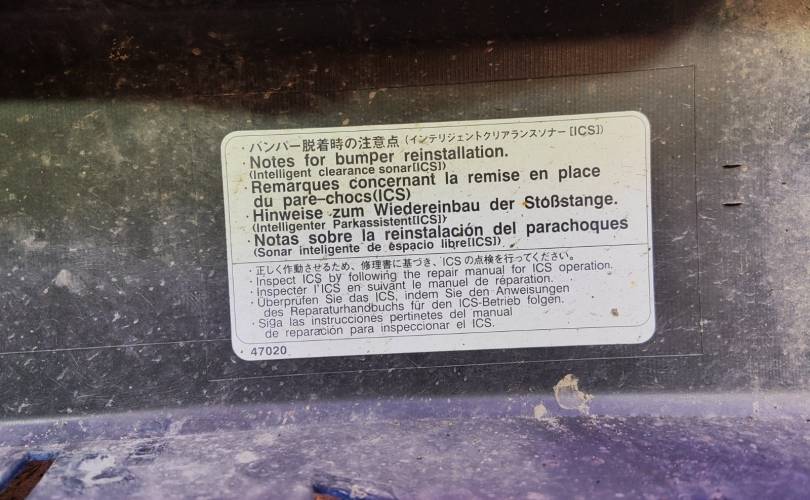 ・バンパー脱着時の注意点 (インテリジェントクリアランスソナー [ICS])
・Notes for bumper reinstallation.
(Intelligent clearance sonar[ICS])
・Remarques concernant la remise en place
du pare-chocs(ICS)
・Hinweise zum Wiedereinbau der Stoßstange.
(Intelligenter Parkassistent[ICS])
・Notas sobre la reinstalación del parachoques
(Sonar inteligente de espacio libre[ICS]).
・正しく作動させるため、修理書に基づき、ICS の点検を行ってください。
・Inspect ICS by following the repair manual for ICS operation.
・Inspecter l'ICS en suivant le manuel de réparation.
・Überprüfen Sie das ICS, indem Sie den Anweisungen
des Reparaturhandbuchs für den ICS-Betrieb folgen.
・Siga las instrucciones pertinetes del manual
de reparación para inspeccionar el ICS.
47020